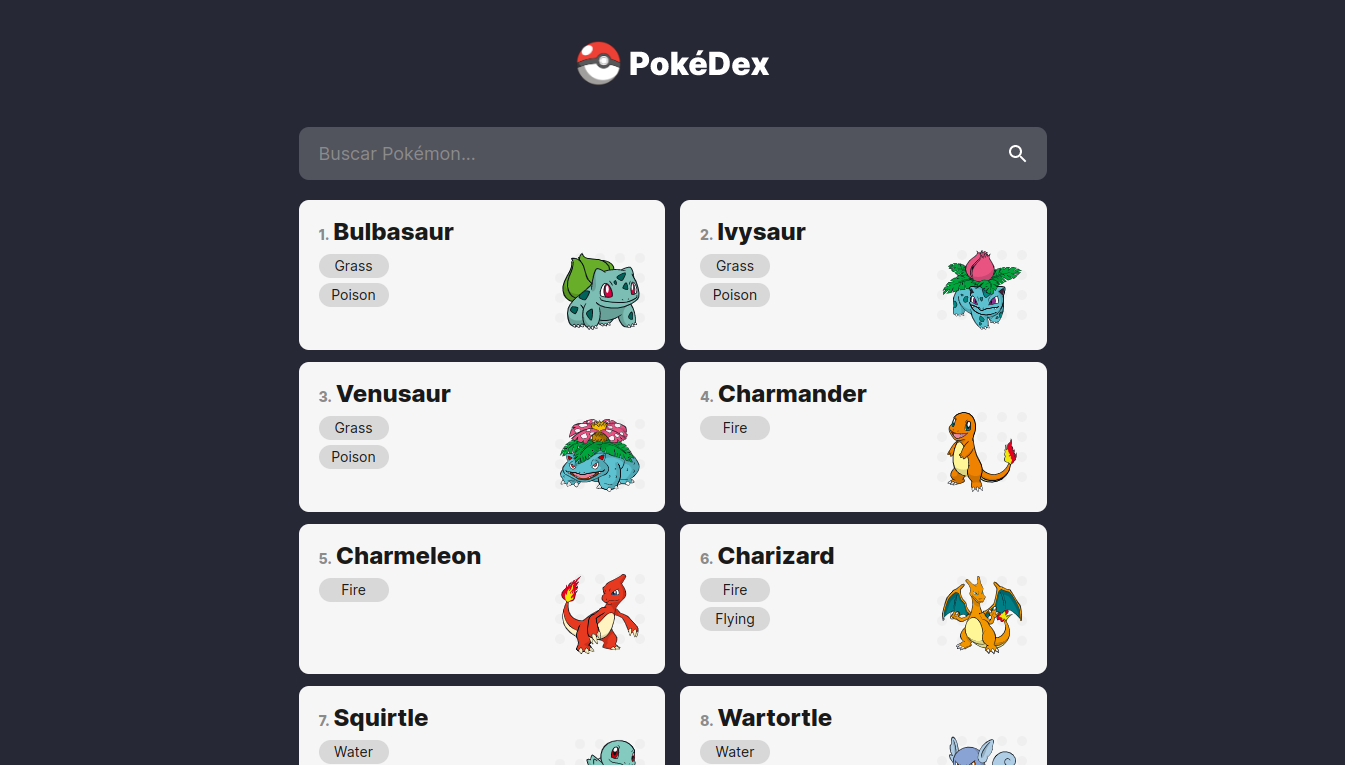 PokéDex
Buscar Pokémon...
1. Bulbasaur
Grass
Poison
2. Ivysaur
Grass
Poison
3. Venusaur
Grass
Poison
4. Charmander
Fire
5. Charmeleon
Fire
6. Charizard
Fire
Flying
7. Squirtle
Water
8. Wartortle
Water